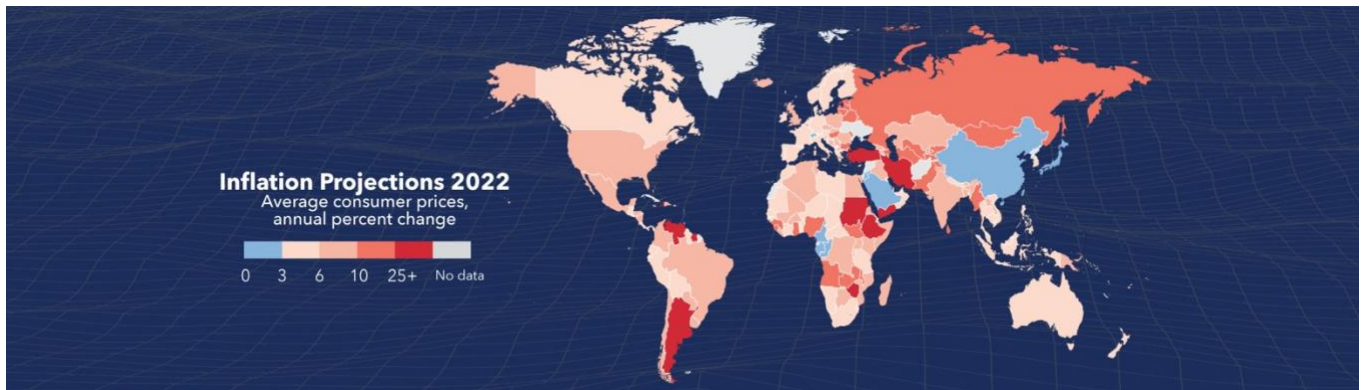 Inflation Projections 2022
Average consumer prices,
annual percent change
0 3 6 10 25+ No data